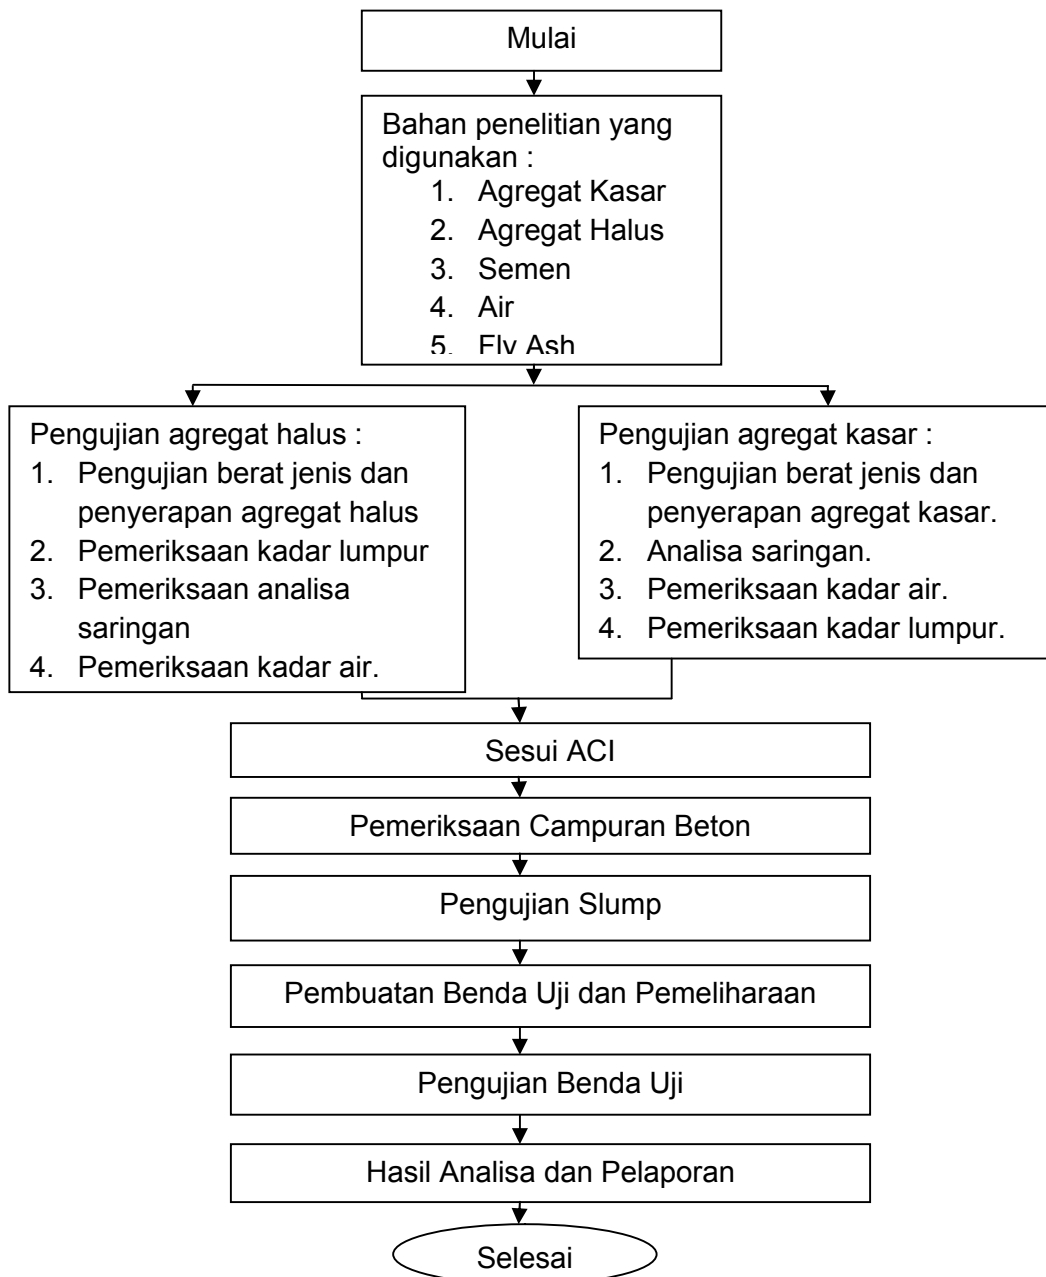 Mulai
Bahan penelitian yang
digunakan :
1. Agregat Kasar
2. Agregat Halus
3. Semen
4. Air
5. Fly Ash
Pengujian agregat halus :
1. Pengujian berat jenis dan
penyerapan agregat halus
2. Pemeriksaan kadar lumpur
3. Pemeriksaan analisa
saringan
4. Pemeriksaan kadar air.
Pengujian agregat kasar :
1. Pengujian berat jenis dan
penyerapan agregat kasar.
2. Analisa saringan.
3. Pemeriksaan kadar air.
4. Pemeriksaan kadar lumpur.
Sesui ACI
Pemeriksaan Campuran Beton
Pengujian Slump
Pembuatan Benda Uji dan Pemeliharaan
Pengujian Benda Uji
Hasil Analisa dan Pelaporan
Selesai